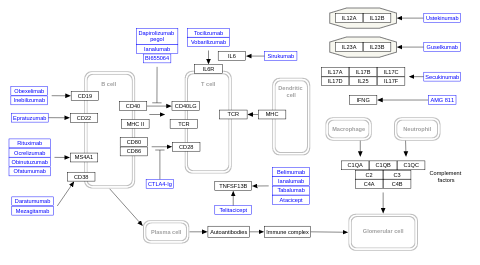 Dapirolizumab
pegol
Ianalumab
BI655064
Tocilizumab
Vobarilizumab
IL6
Sirukumab
IL6R
IL12A
IL12B
Ustekinumab
IL23A
IL23B
Guselkumab
IL17A
IL17B
IL17C
IL17D
IL25
IL17F
Secukinumab
IFNG
AMG 811
B cell
T cell
Dendritic
cell
Obexelimab
Inebilizumab
CD19
Epratuzumab
CD22
CD40
CD40LG
MHC II
TCR
TCR
MHC
CD80
CD86
CD28
Rituximab
Ocrelizumab
Obinutuzumab
Ofatumumab
MS4A1
CD38
CTLA4-Ig
Daratumumab
Mezagitamab
TNFSF13B
Belimumab
Ianalumab
Tabalumab
Atacicept
Telitacicept
Macrophage
Neutrophil
C1QA
C1QB
C1QC
C2
C3
C4A
C4B
Complement
factors
Plasma cell
Autoantibodies
Immune complex
Glomerular cell